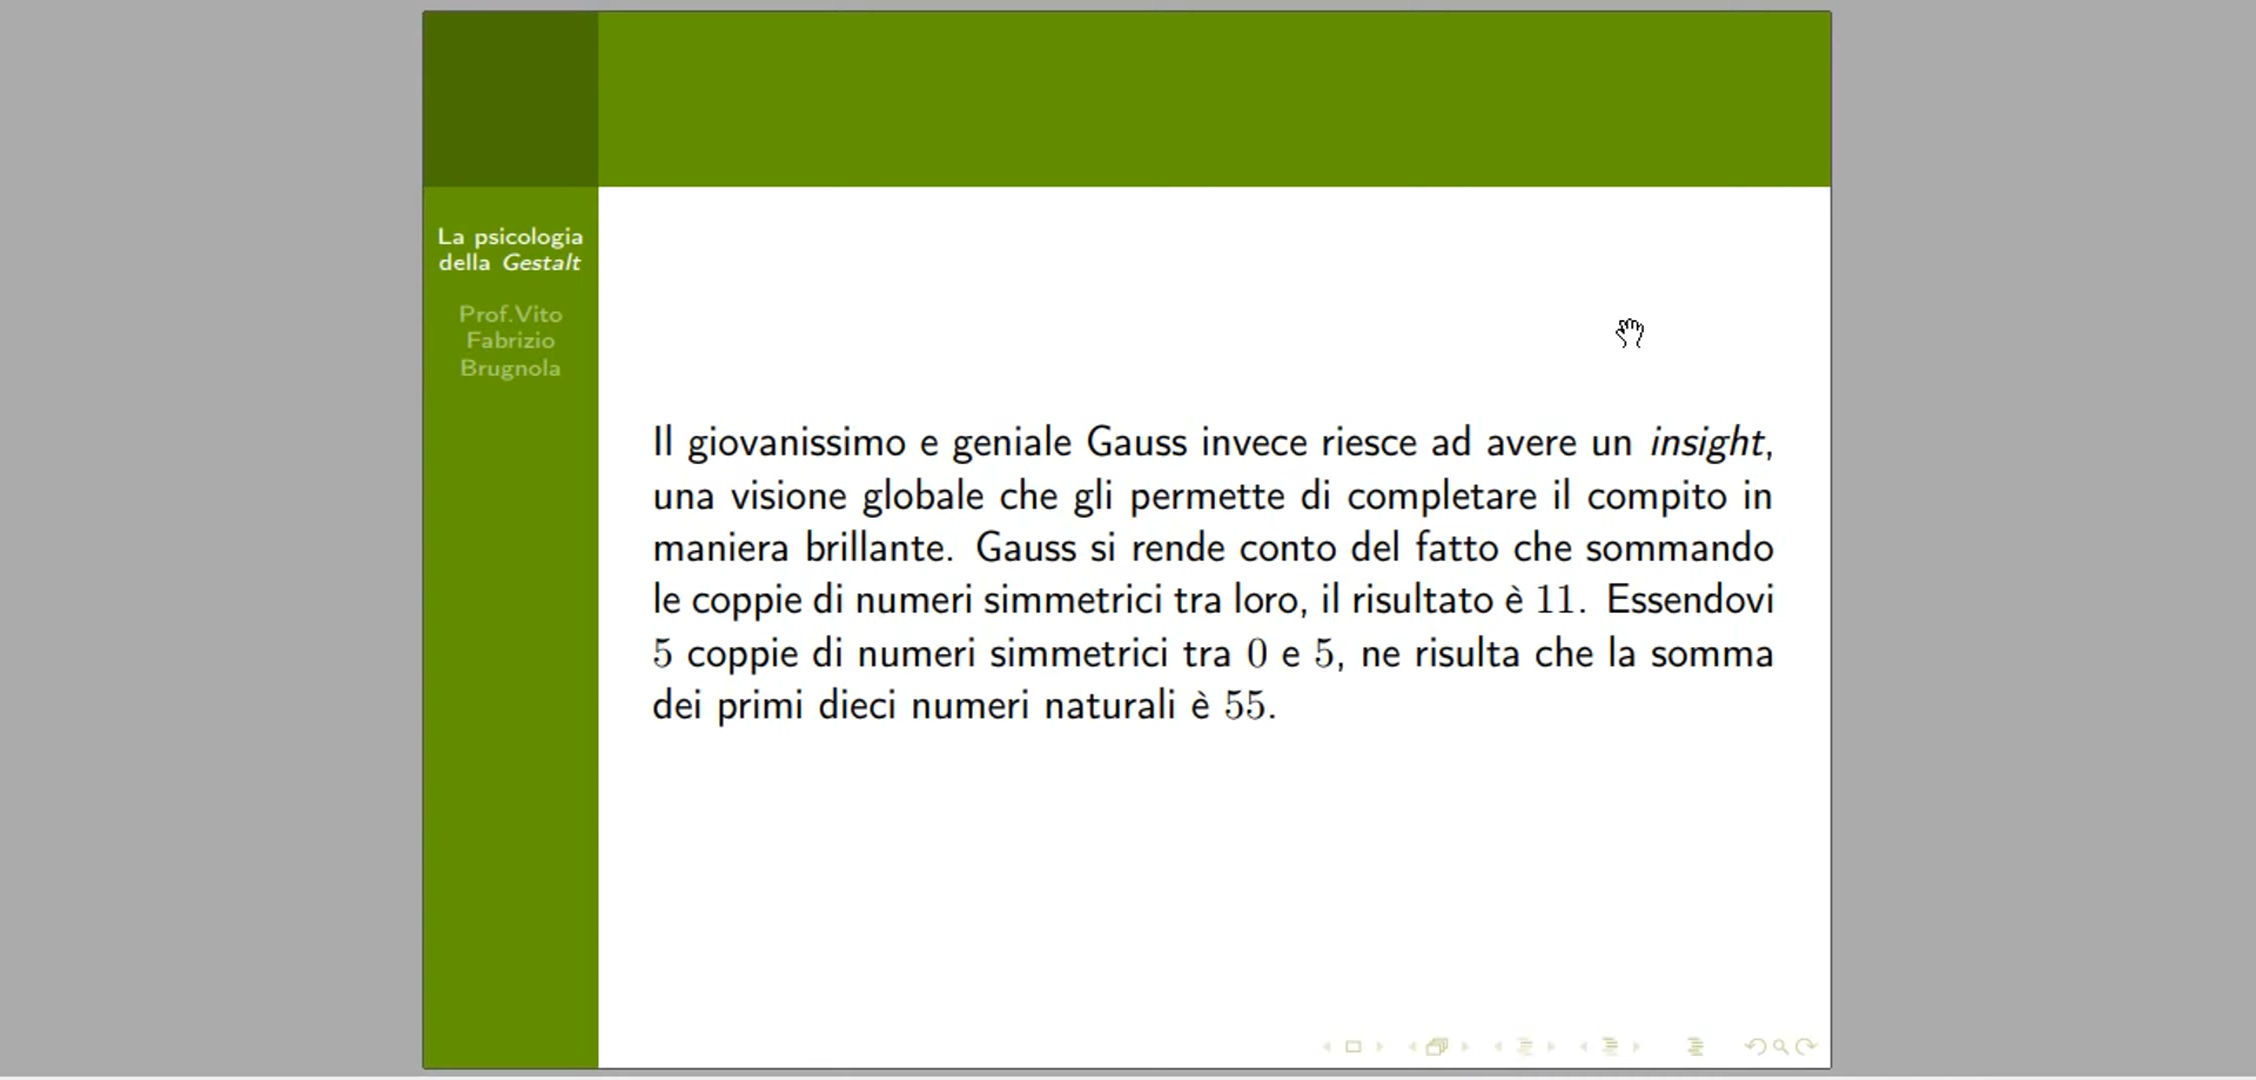 La psicologia
della Gestalt
Prof.Vito
Fabrizio
Brugnola
Il giovanissimo e geniale Gauss invece riesce ad avere un insight,
una visione globale che gli permette di completare il compito in
maniera brillante. Gauss si rende conto del fatto che sommando
le coppie di numeri simmetrici tra loro, il risultato è 11. Essendovi
5 coppie di numeri simmetrici tra 0 e 5, ne risulta che la somma
dei primi dieci numeri naturali è 55.